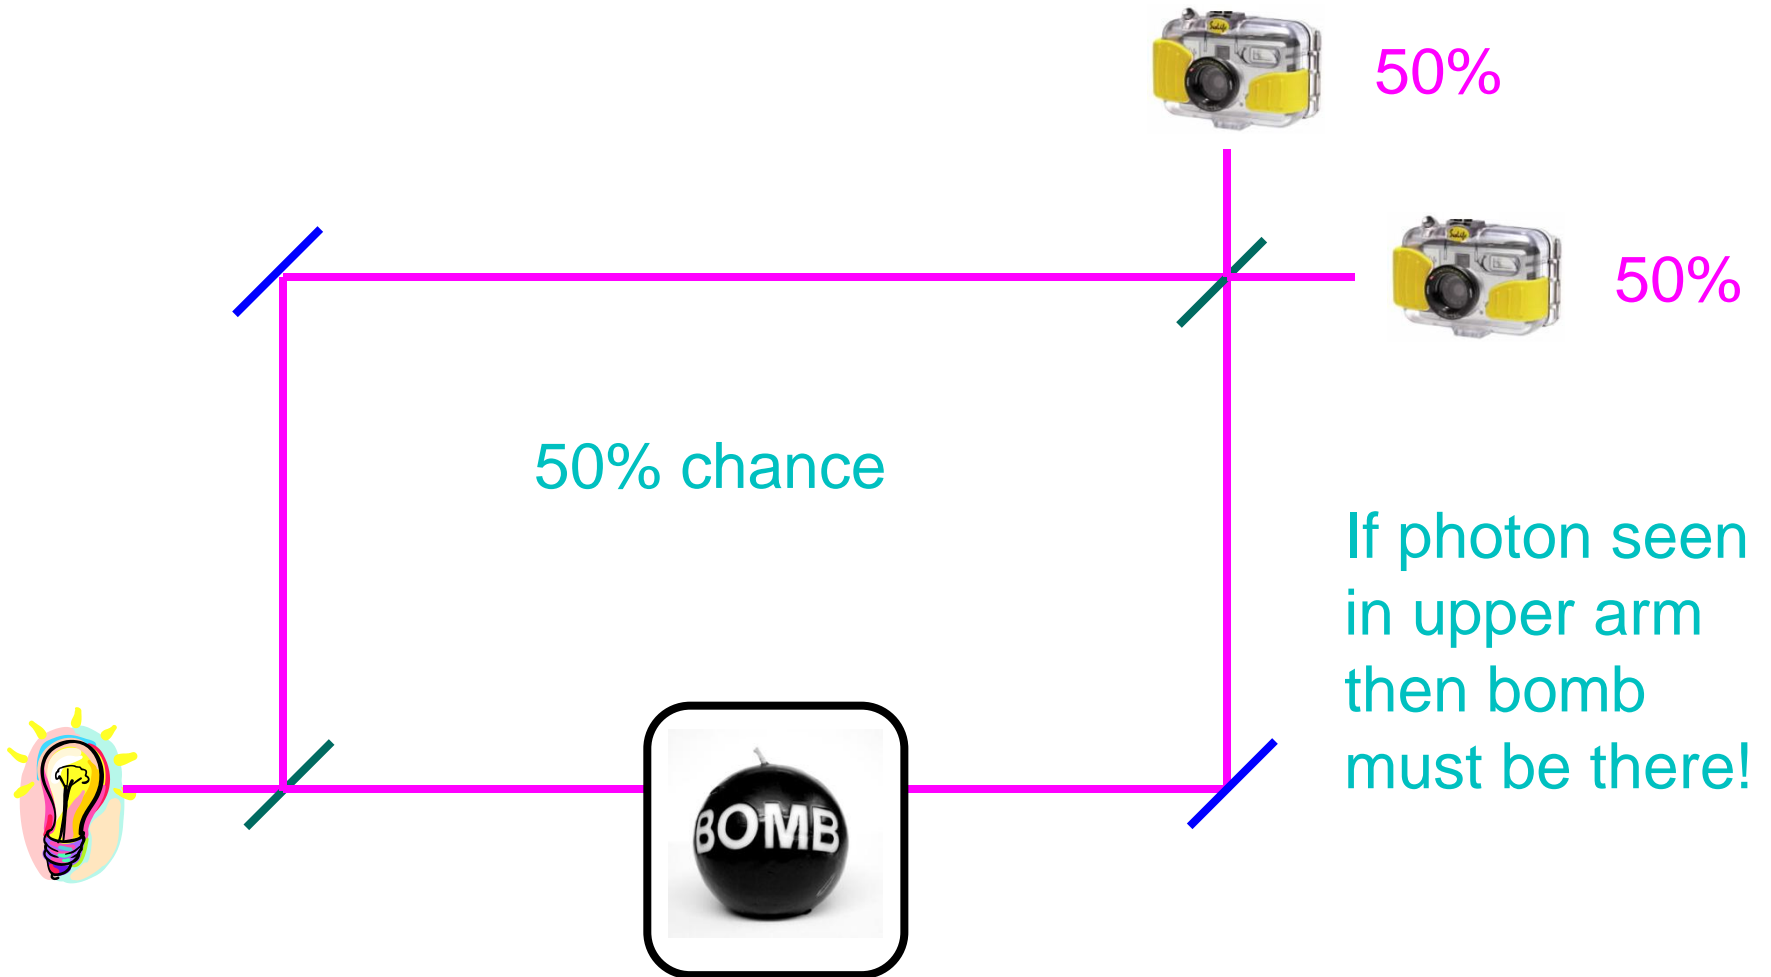 50%
50%
50% chance
If photon seen
in upper arm
then bomb
must be there!
BOMB